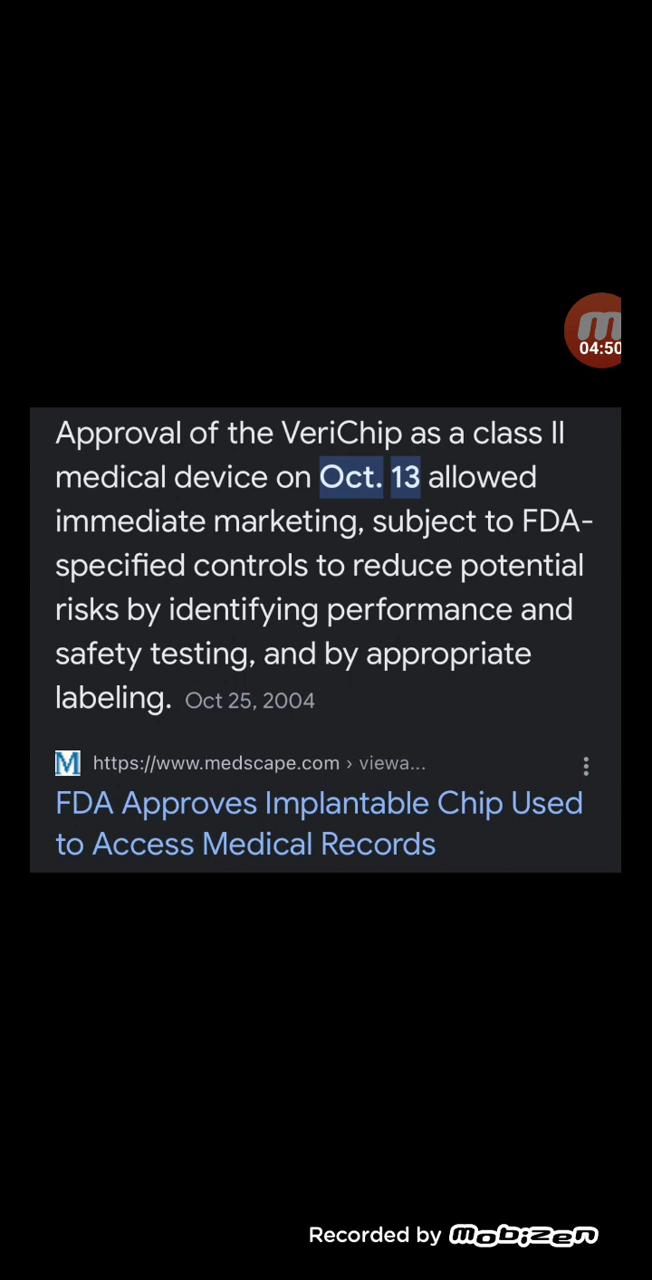 m
04:50
Approval of the VeriChip as a class II
medical device on Oct. 13 allowed
immediate marketing, subject to FDA-
specified controls to reduce potential
risks by identifying performance and
safety testing, and by appropriate
labeling. Oct 25, 2004
M https://www.medscape.com › viewa...
FDA Approves Implantable Chip Used
to Access Medical Records
Recorded by mobizen